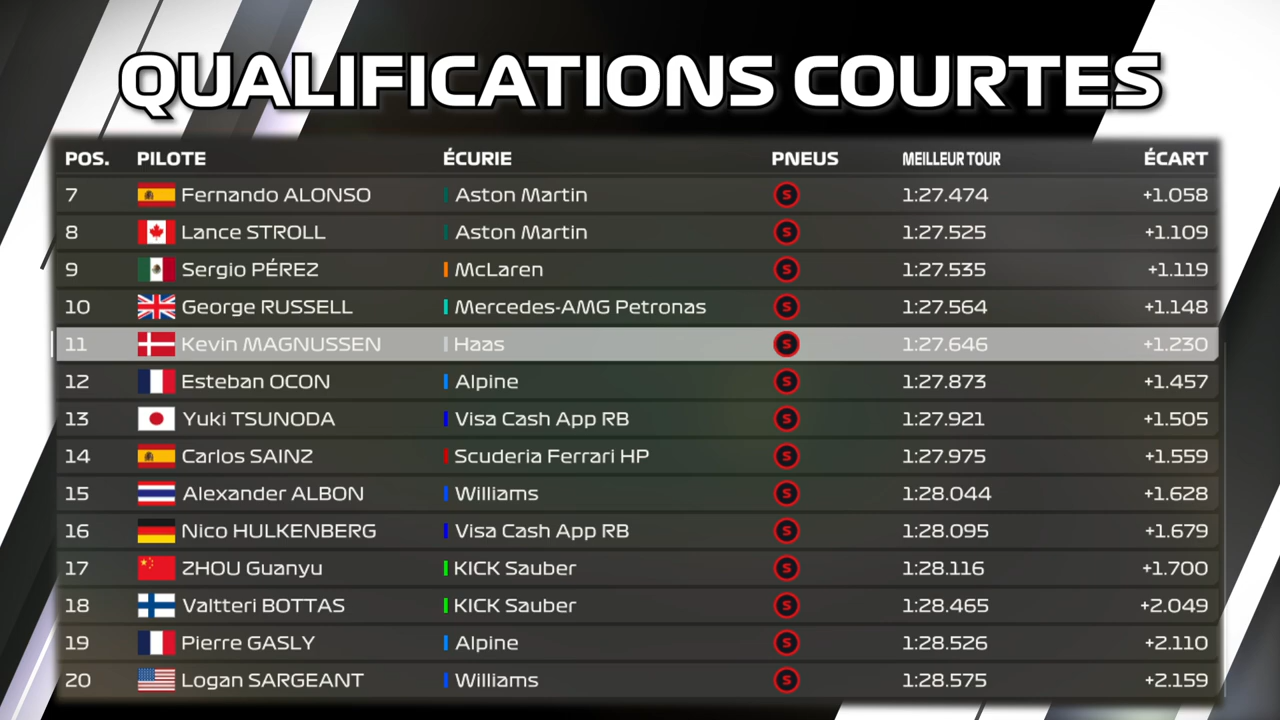 QUALIFICATIONS COURTES
POS. PILOTE ÉCURIE PNEUS MEILLEUR TOUR ÉCART
7 Fernando ALONSO Aston Martin S 1:27.474 +1.058
8 Lance STROLL Aston Martin S 1:27.525 +1.109
9 Sergio PÉREZ McLaren S 1:27.535 +1.119
10 George RUSSELL Mercedes-AMG Petronas S 1:27.564 +1.148
11 Kevin MAGNUSSEN Haas S 1:27.646 +1.230
12 Esteban OCON Alpine S 1:27.873 +1.457
13 Yuki TSUNODA Visa Cash App RB S 1:27.921 +1.505
14 Carlos SAINZ Scuderia Ferrari HP S 1:27.975 +1.559
15 Alexander ALBON Williams S 1:28.044 +1.628
16 Nico HULKENBERG Visa Cash App RB S 1:28.095 +1.679
17 ZHOU Guanyu KICK Sauber S 1:28.116 +1.700
18 Valtteri BOTTAS KICK Sauber S 1:28.465 +2.049
19 Pierre GASLY Alpine S 1:28.526 +2.110
20 Logan SARGEANT Williams S 1:28.575 +2.159